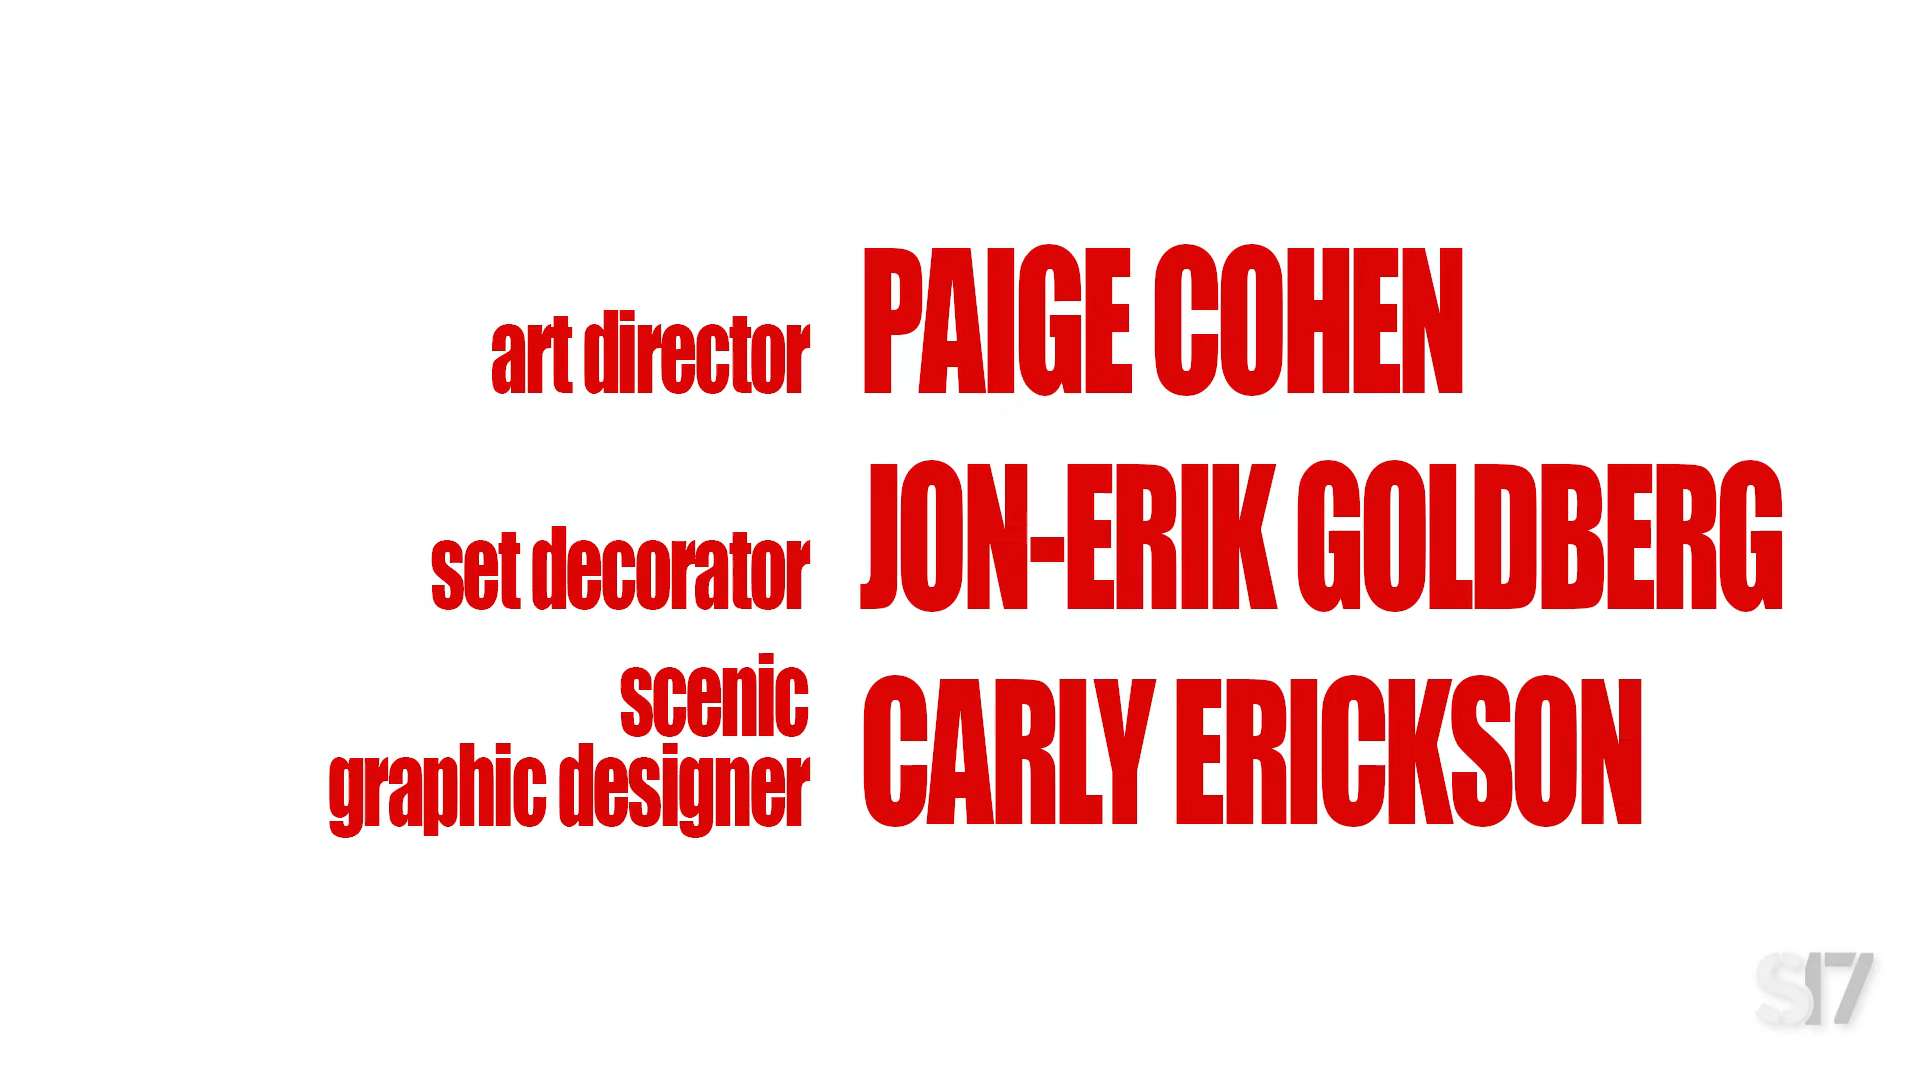 art director PAIGE COHEN
set decorator JON-ERIK GOLDBERG
scenic
graphic designer CARLY ERICKSON
S17